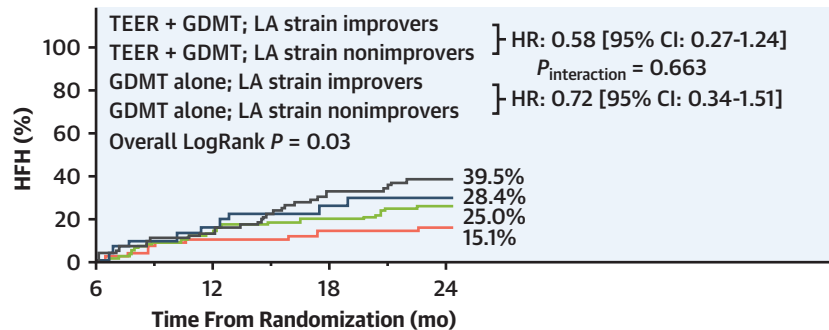 TEER + GDMT; LA strain improvers
TEER + GDMT; LA strain nonimprovers
HR: 0.58 [95% CI: 0.27-1.24]
P interaction = 0.663
GDMT alone; LA strain improvers
GDMT alone; LA strain nonimprovers
HR: 0.72 [95% CI: 0.34-1.51]
Overall LogRank P = 0.03
HFH (%)
100
80
60
40
20
0
39.5%
28.4%
25.0%
15.1%
6 12 18 24
Time From Randomization (mo)